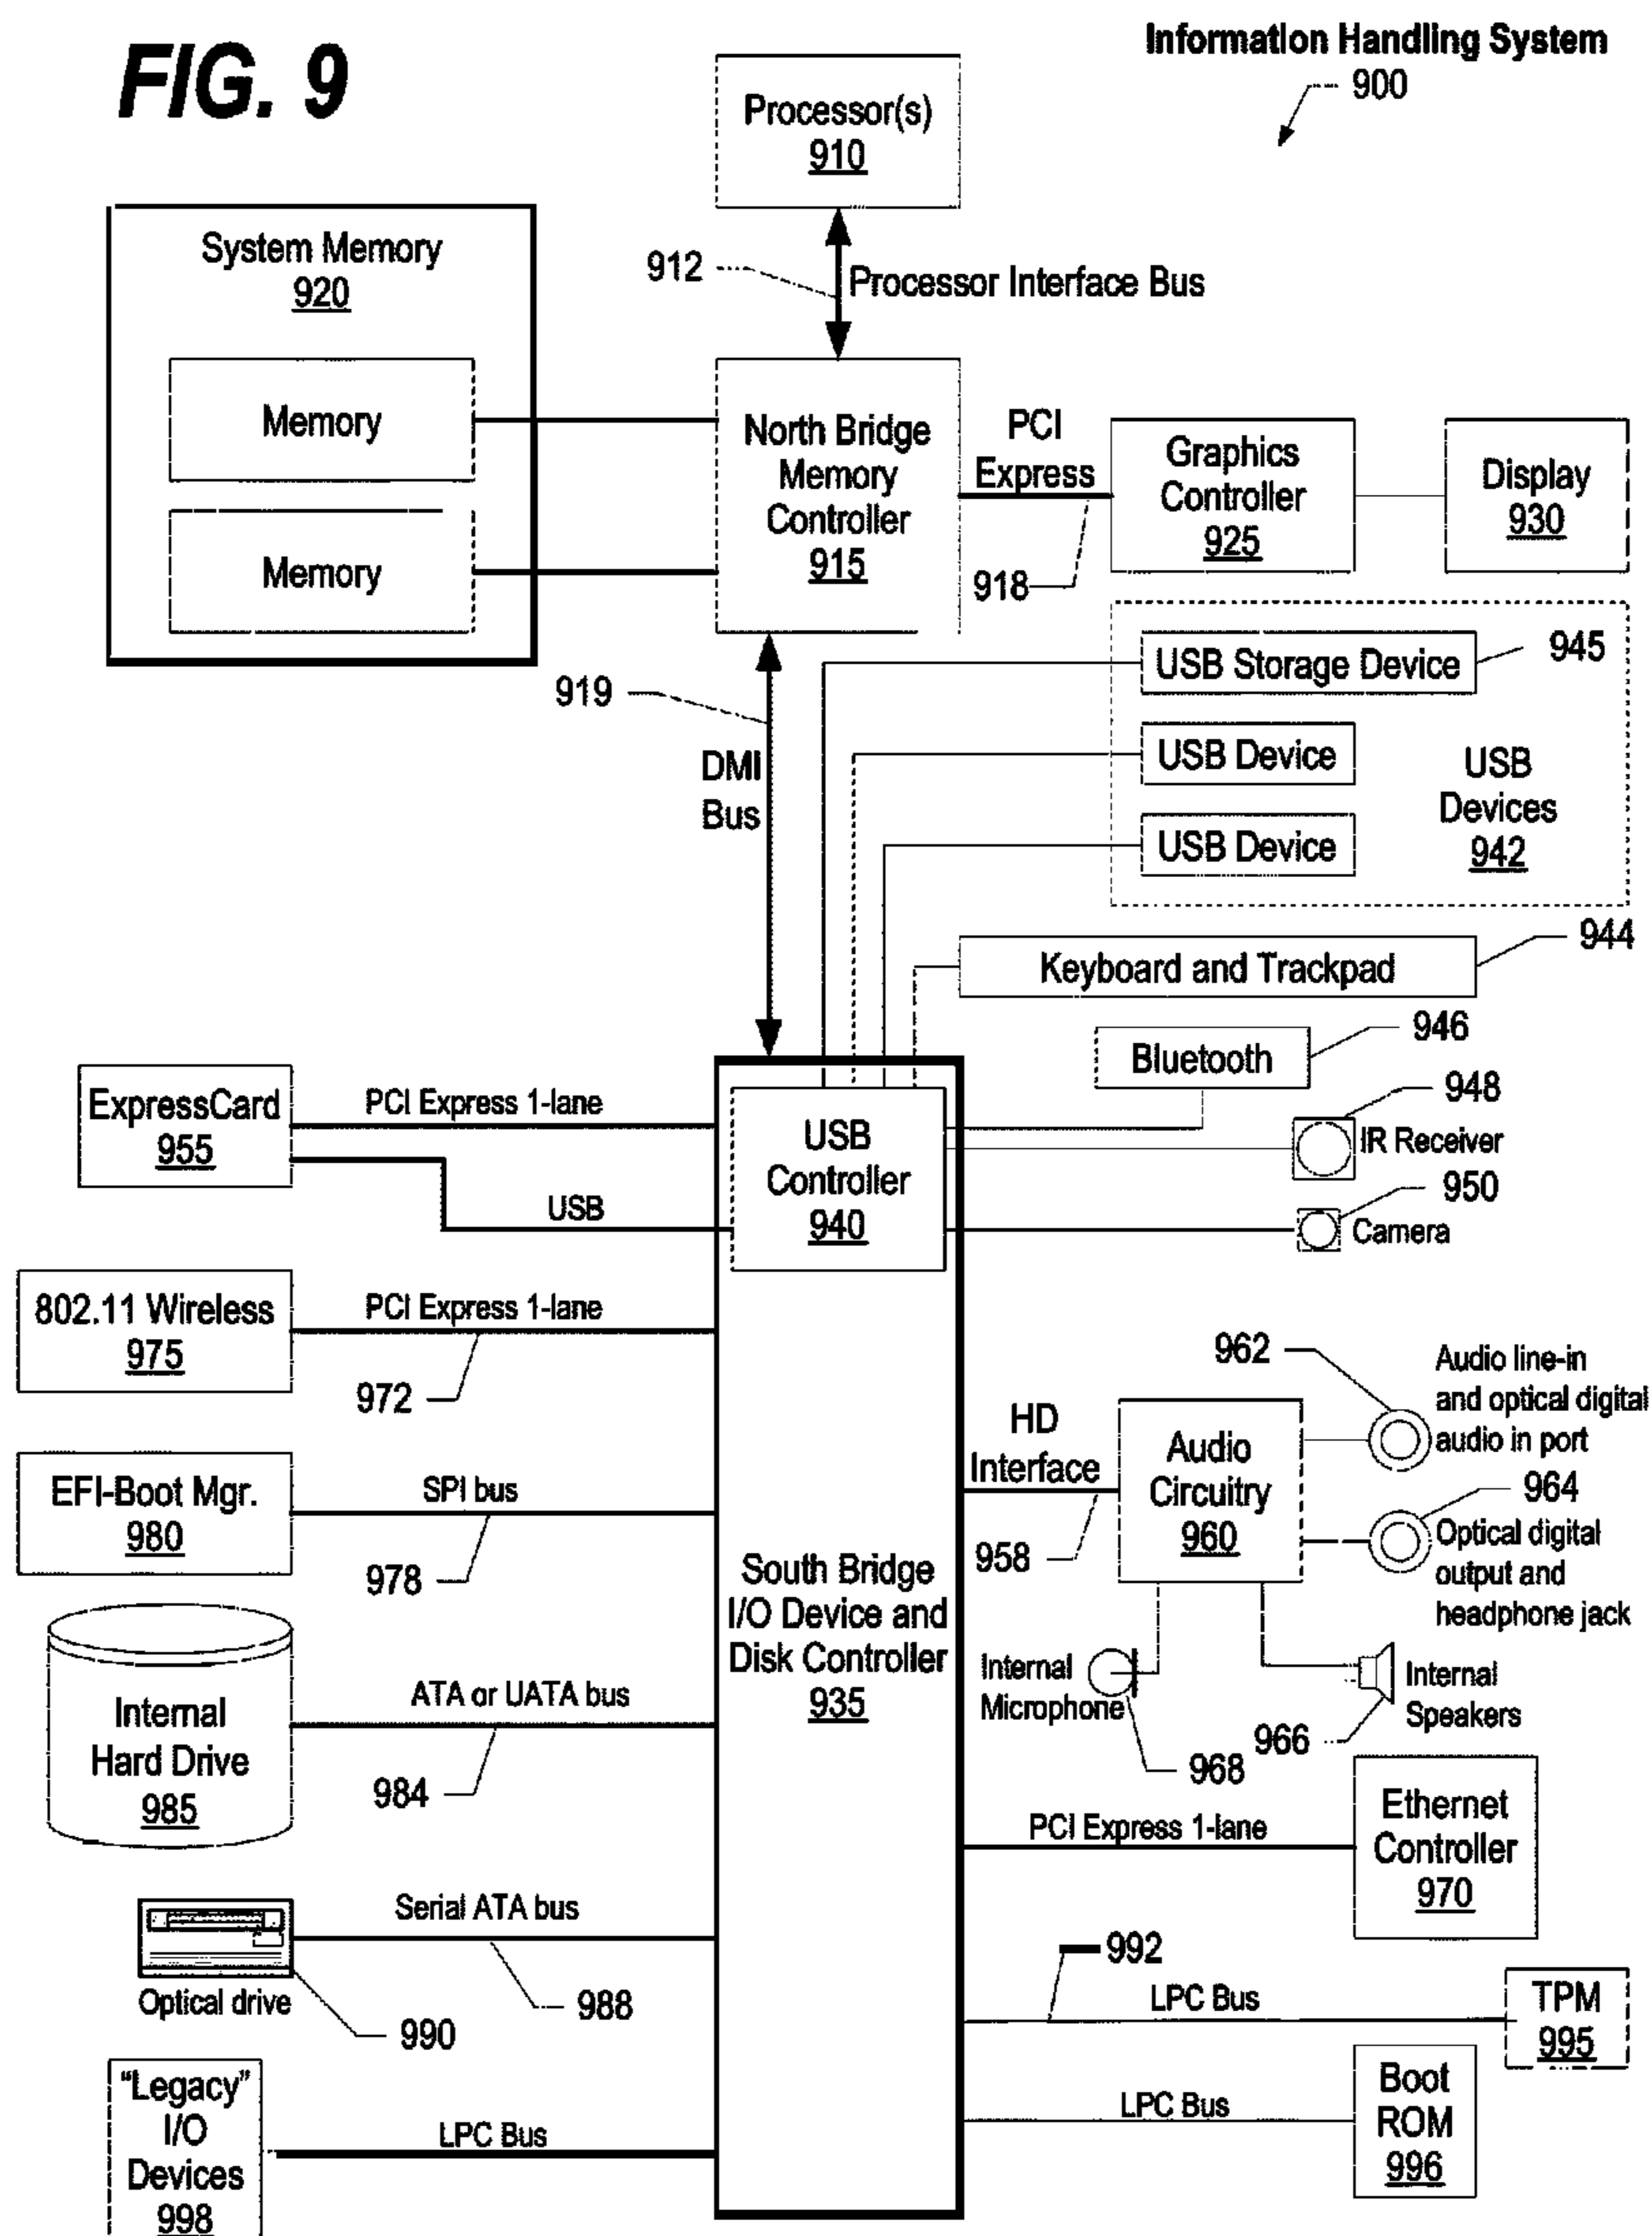 FIG. 9
Information Handling System
900
Processor(s)
910
System Memory
920
912
Processor Interface Bus
Memory
Memory
North Bridge
Memory
Controller
915
PCI
Express
918
Graphics
Controller
925
Display
930
919
DMI
Bus
USB Storage Device
945
USB Device
USB Device
USB
Devices
942
Keyboard and Trackpad
944
Bluetooth
946
948
IR Receiver
950
Camera
ExpressCard
955
PCI Express 1-lane
USB
USB
Controller
940
802.11 Wireless
975
PCI Express 1-lane
972
EFI-Boot Mgr.
980
SPI bus
978
South Bridge
I/O Device and
Disk Controller
935
HD
Interface
958
Audio
Circuitry
960
962
Audio line-in
and optical digital
audio in port
964
Optical digital
output and
headphone jack
Internal
Microphone
968
966
Internal
Speakers
Internal
Hard Drive
985
ATA or UATA bus
984
PCI Express 1-lane
Ethernet
Controller
970
Serial ATA bus
988
Optical drive
990
992
LPC Bus
TPM
995
"Legacy"
I/O
Devices
998
LPC Bus
LPC Bus
Boot
ROM
996